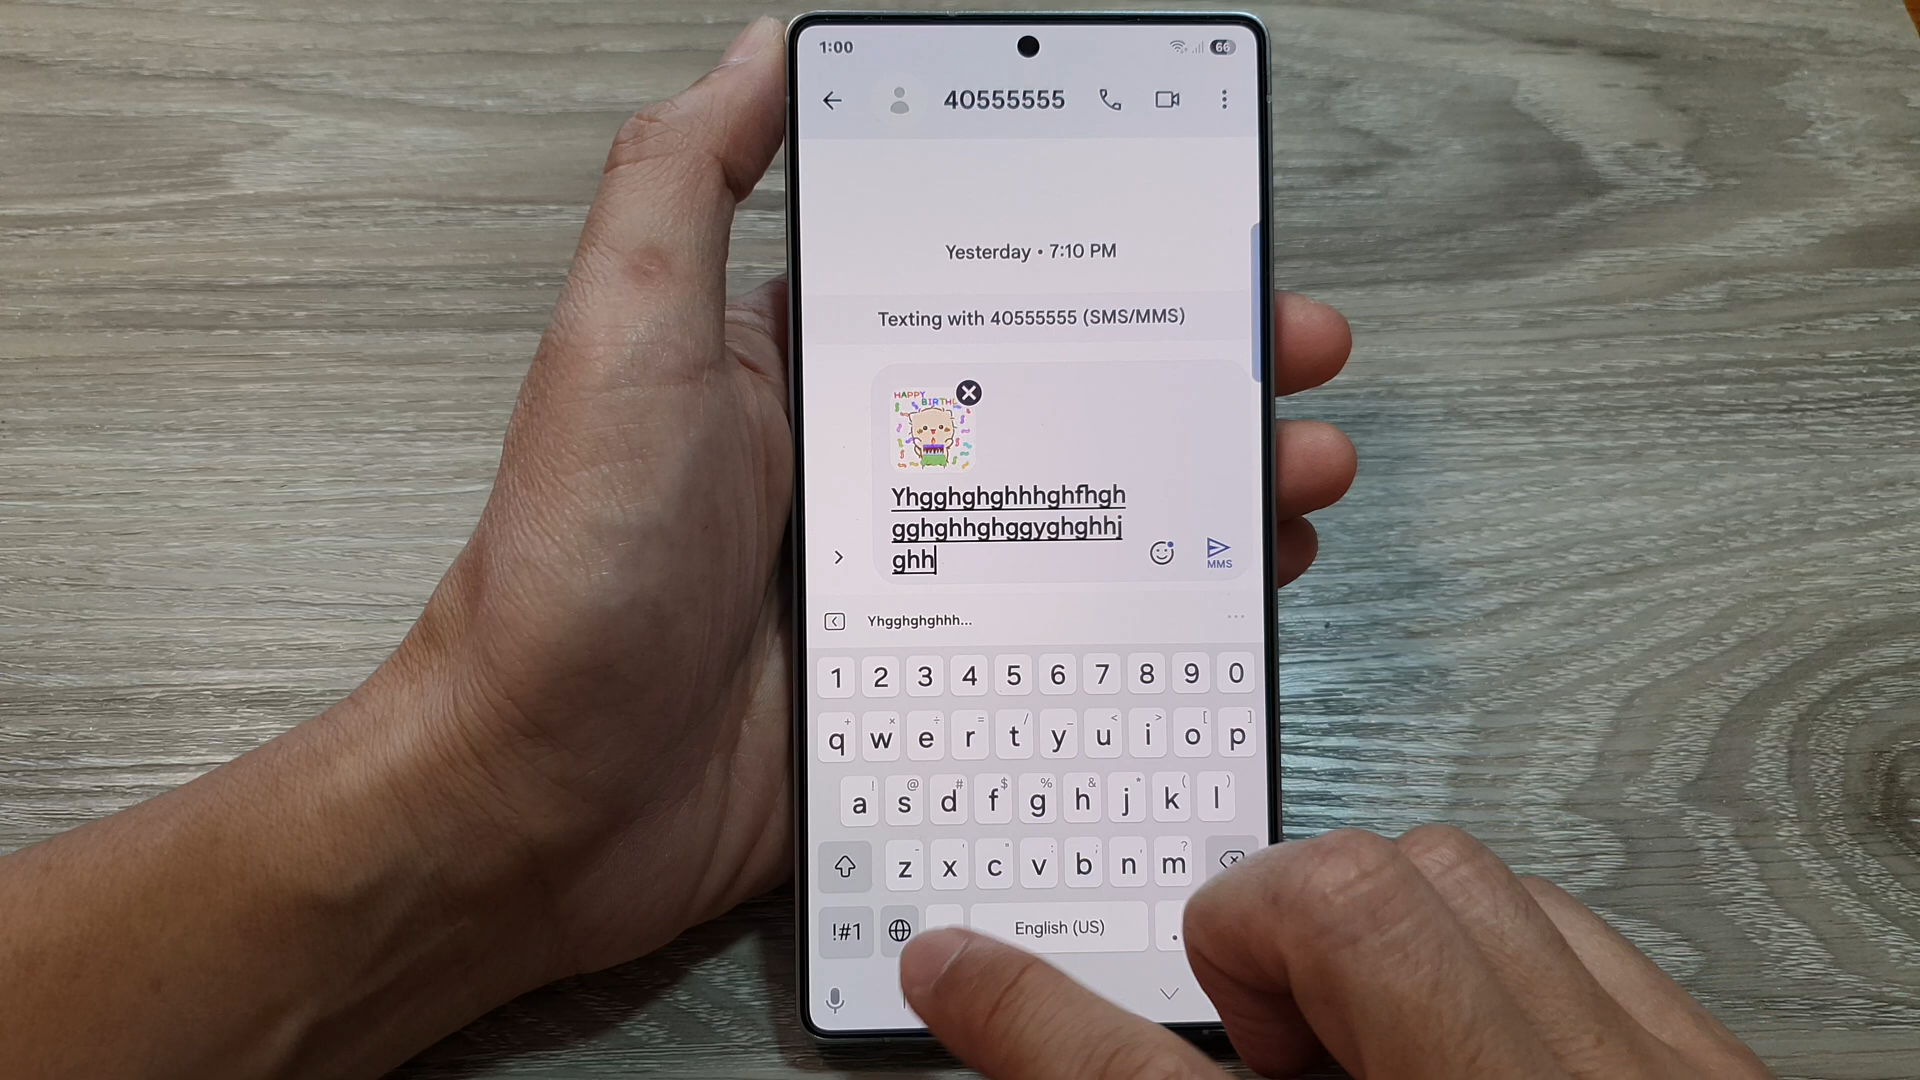 1:00
66
40555555
Yesterday • 7:10 PM
Texting with 40555555 (SMS/MMS)
HAPPY
BIRTH
Yhgghghghhhghfhgh
gghghhghggyghghhj
ghh
MMS
Yhgghghghhh...
1 2 3 4 5 6 7 8 9 0
+ × ÷ = / _ < > [ ]
q w e r t y u i o p
! @ # $ % & * ( )
a s d f g h j k l
- ' " : ; , ?
z x c v b n m
!#1 English (US) .